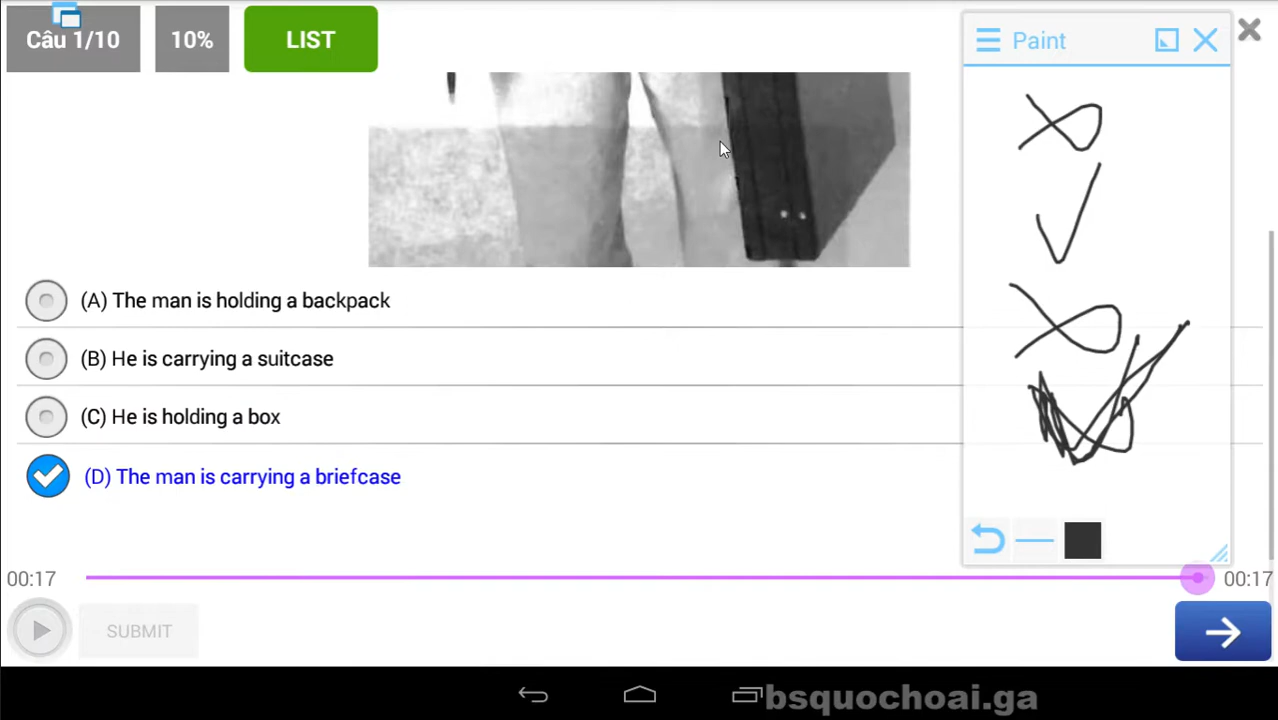 Câu 1/10
10%
LIST
Paint
(A) The man is holding a backpack
(B) He is carrying a suitcase
(C) He is holding a box
(D) The man is carrying a briefcase
00:17
00:17
SUBMIT
bsquochoai.ga